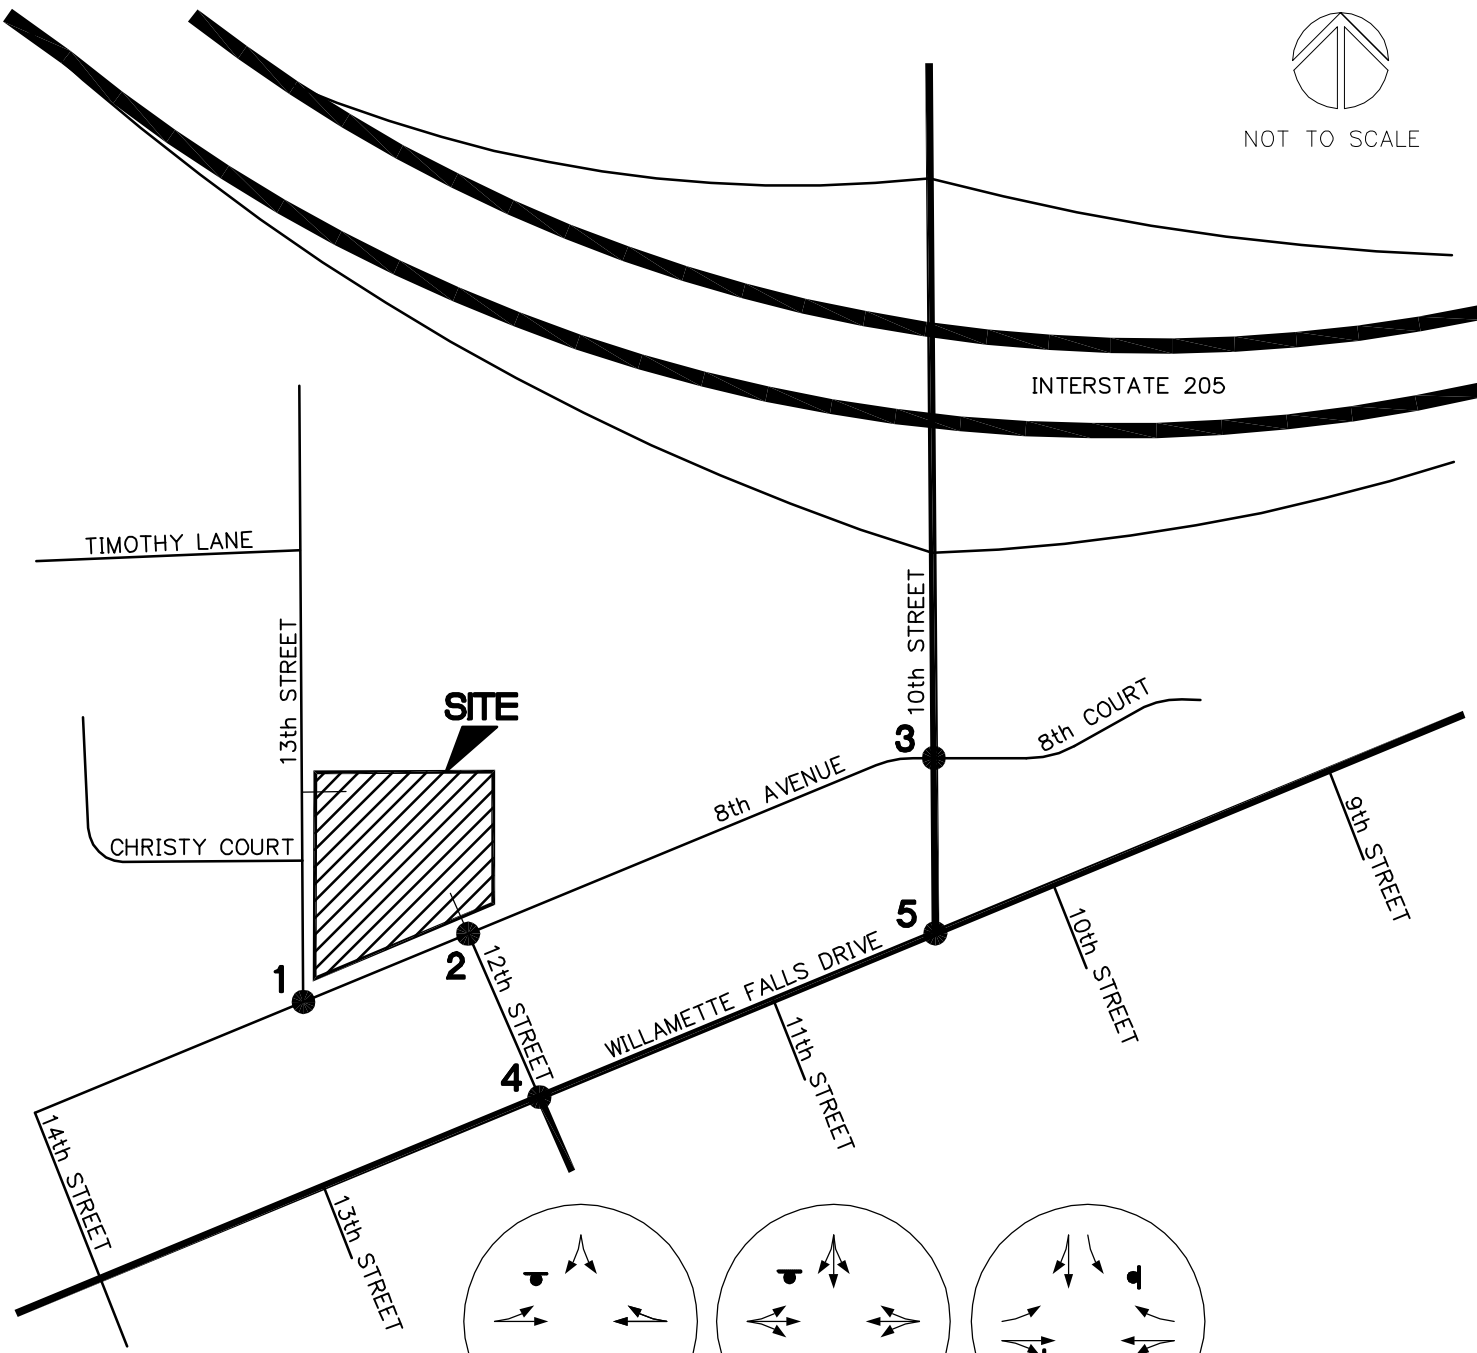 NOT TO SCALE
INTERSTATE 205
TIMOTHY LANE
13th STREET
10th STREET
SITE
8th COURT
3
8th AVENUE
CHRISTY COURT
9th STREET
5
10th STREET
WILLAMETTE FALLS DRIVE
2
12th STREET
1
11th STREET
4
14th STREET
13th STREET